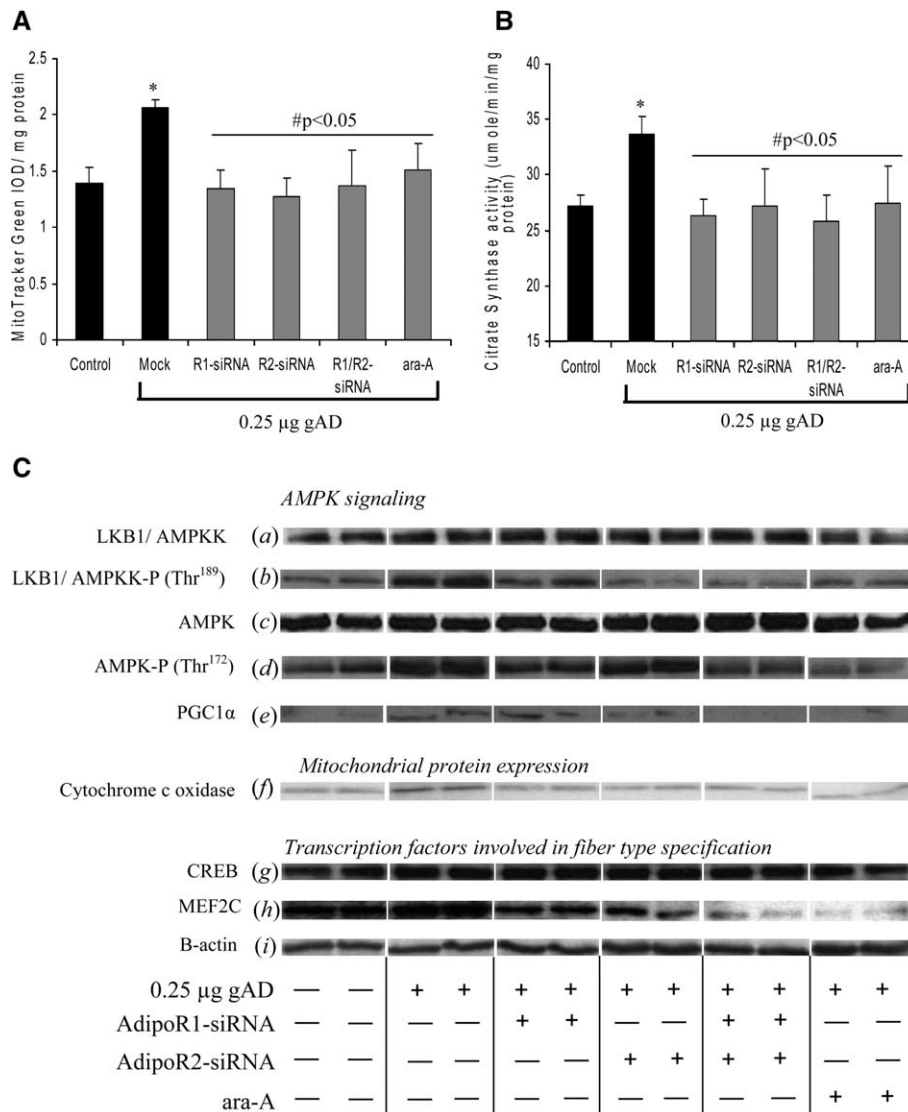 A
MitoTracker Green IOD/ mg protein
2.5
2
1.5
1
0.5
0
*
#p<0.05
Control
Mock
R1-siRNA
R2-siRNA
R1/R2-
siRNA
ara-A
0.25 µg gAD
B
Citrate Synthase activity (umole/min/mg
protein)
40
35
30
25
20
15
*
#p<0.05
Control
Mock
R1-siRNA
R2-siRNA
R1/R2-
siRNA
ara-A
0.25 µg gAD
C
AMPK signaling
LKB1/ AMPKK (a)
LKB1/ AMPKK-P (Thr189) (b)
AMPK (c)
AMPK-P (Thr172) (d)
PGC1α (e)
Mitochondrial protein expression
Cytochrome c oxidase (f)
Transcription factors involved in fiber type specification
CREB (g)
MEF2C (h)
B-actin (i)
0.25 µg gAD — — + + + + + + + + + +
AdipoR1-siRNA — — — — + + — — + + — —
AdipoR2-siRNA — — — — — — + + + + — —
ara-A — — — — — — — — — — + +